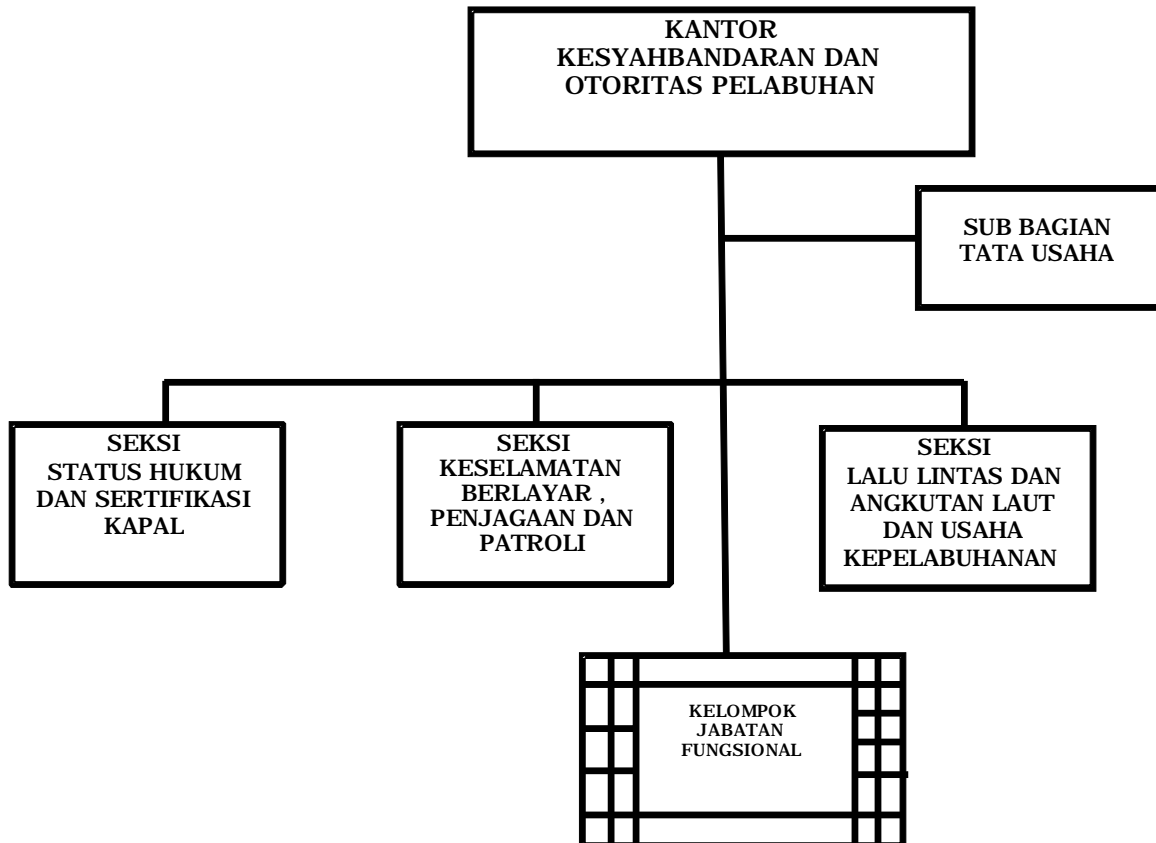 KANTOR
KESYAHBANDARAN DAN
OTORITAS PELABUHAN
SUB BAGIAN
TATA USAHA
SEKSI
STATUS HUKUM
DAN SERTIFIKASI
KAPAL
SEKSI
KESELAMATAN
BERLAYAR ,
PENJAGAAN DAN
PATROLI
SEKSI
LALU LINTAS DAN
ANGKUTAN LAUT
DAN USAHA
KEPELABUHANAN
KELOMPOK
JABATAN
FUNGSIONAL